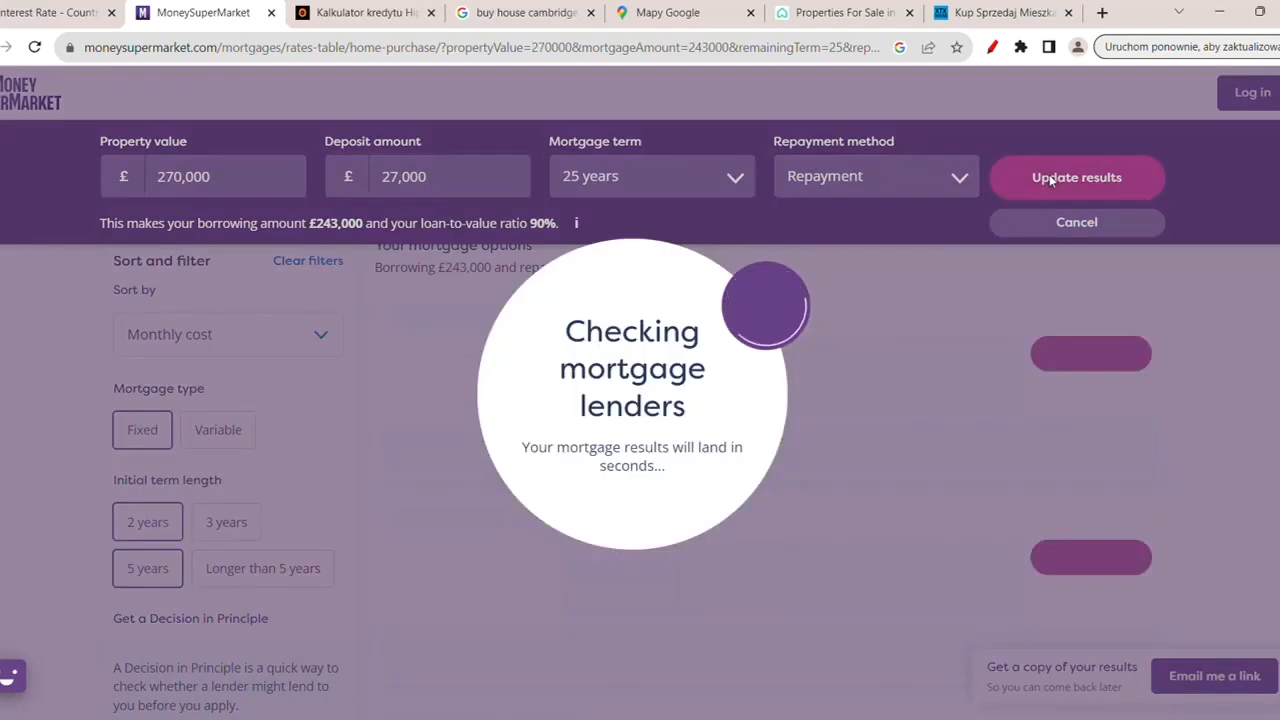 nterest Rate - Count
MoneySuperMarket
Kalkulator kredytu Hip
buy house cambridge
Mapy Google
Properties For Sale in
KTA
Kup Sprzedaj Mieszka
moneysupermarket.com/mortgages/rates-table/home-purchase/?propertyValue=270000&mortgageAmount=243000&remainingTerm=25&rep...
Uruchom ponownie, aby zaktualizowa
MONEY
ERMARKET
Log in
Property value
Deposit amount
Mortgage term
Repayment method
£ 270,000
£ 27,000
25 years
Repayment
Update results
This makes your borrowing amount £243,000 and your loan-to-value ratio 90%. i
Cancel
Your mortgage options
Sort and filter
Clear filters
Borrowing £243,000 and rep
Sort by
Monthly cost
Checking
mortgage
lenders
Your mortgage results will land in
seconds...
Mortgage type
Fixed
Variable
Initial term length
2 years
3 years
5 years
Longer than 5 years
Get a Decision in Principle
A Decision in Principle is a quick way to
check whether a lender might lend to
you before you apply.
Get a copy of your results
So you can come back later
Email me a link